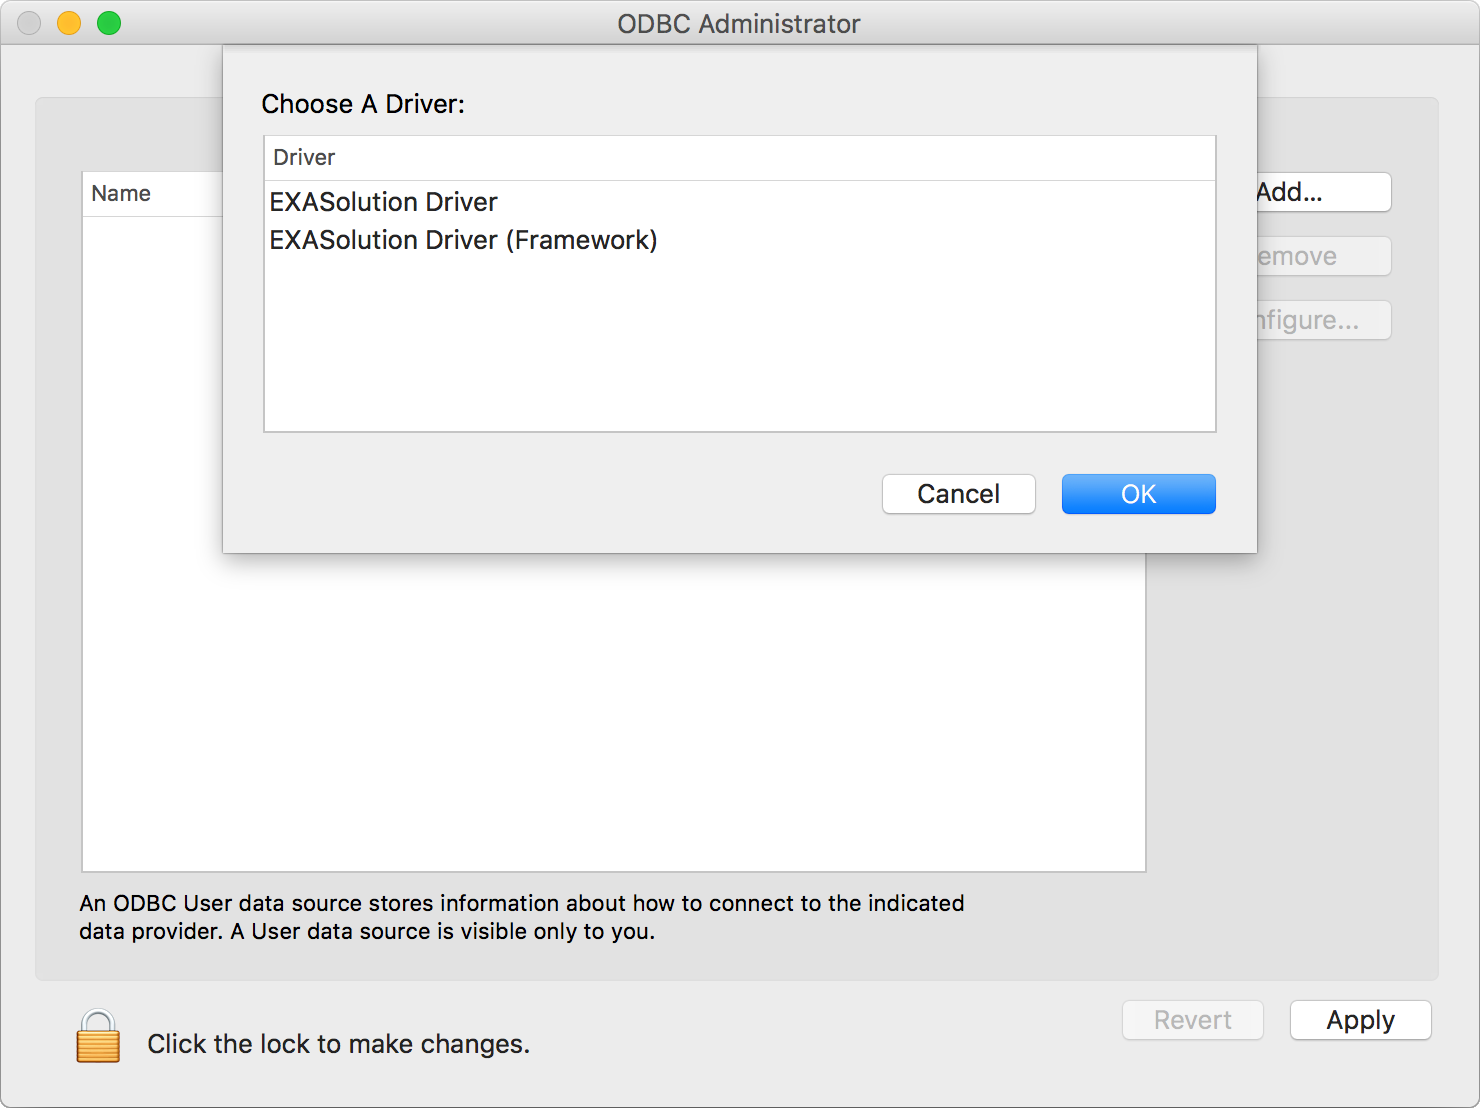 ODBC Administrator
Choose A Driver:
Driver
EXASolution Driver
EXASolution Driver (Framework)
Cancel
OK
Name
Add...
emove
nfigure...
An ODBC User data source stores information about how to connect to the indicated
data provider. A User data source is visible only to you.
Click the lock to make changes.
Revert
Apply